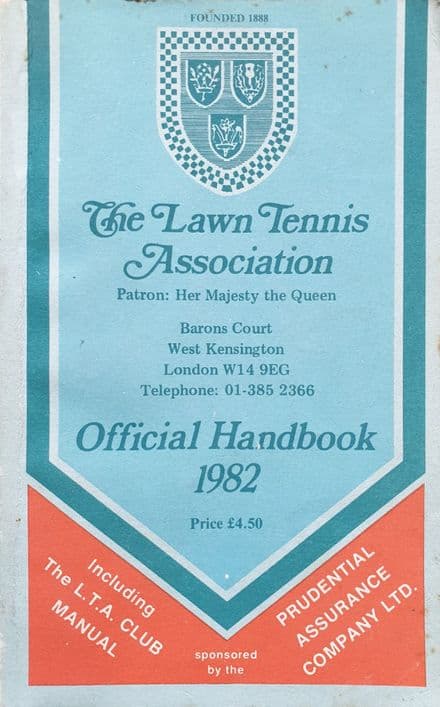 FOUNDED 1888
The Lawn Tennis
Association
Patron: Her Majesty the Queen
Barons Court
West Kensington
London W14 9EG
Telephone: 01-385 2366
Official Handbook
1982
Price £4.50
Including
The L.T.A. CLUB
MANUAL
sponsored
by the
PRUDENTIAL
ASSURANCE
COMPANY LTD.